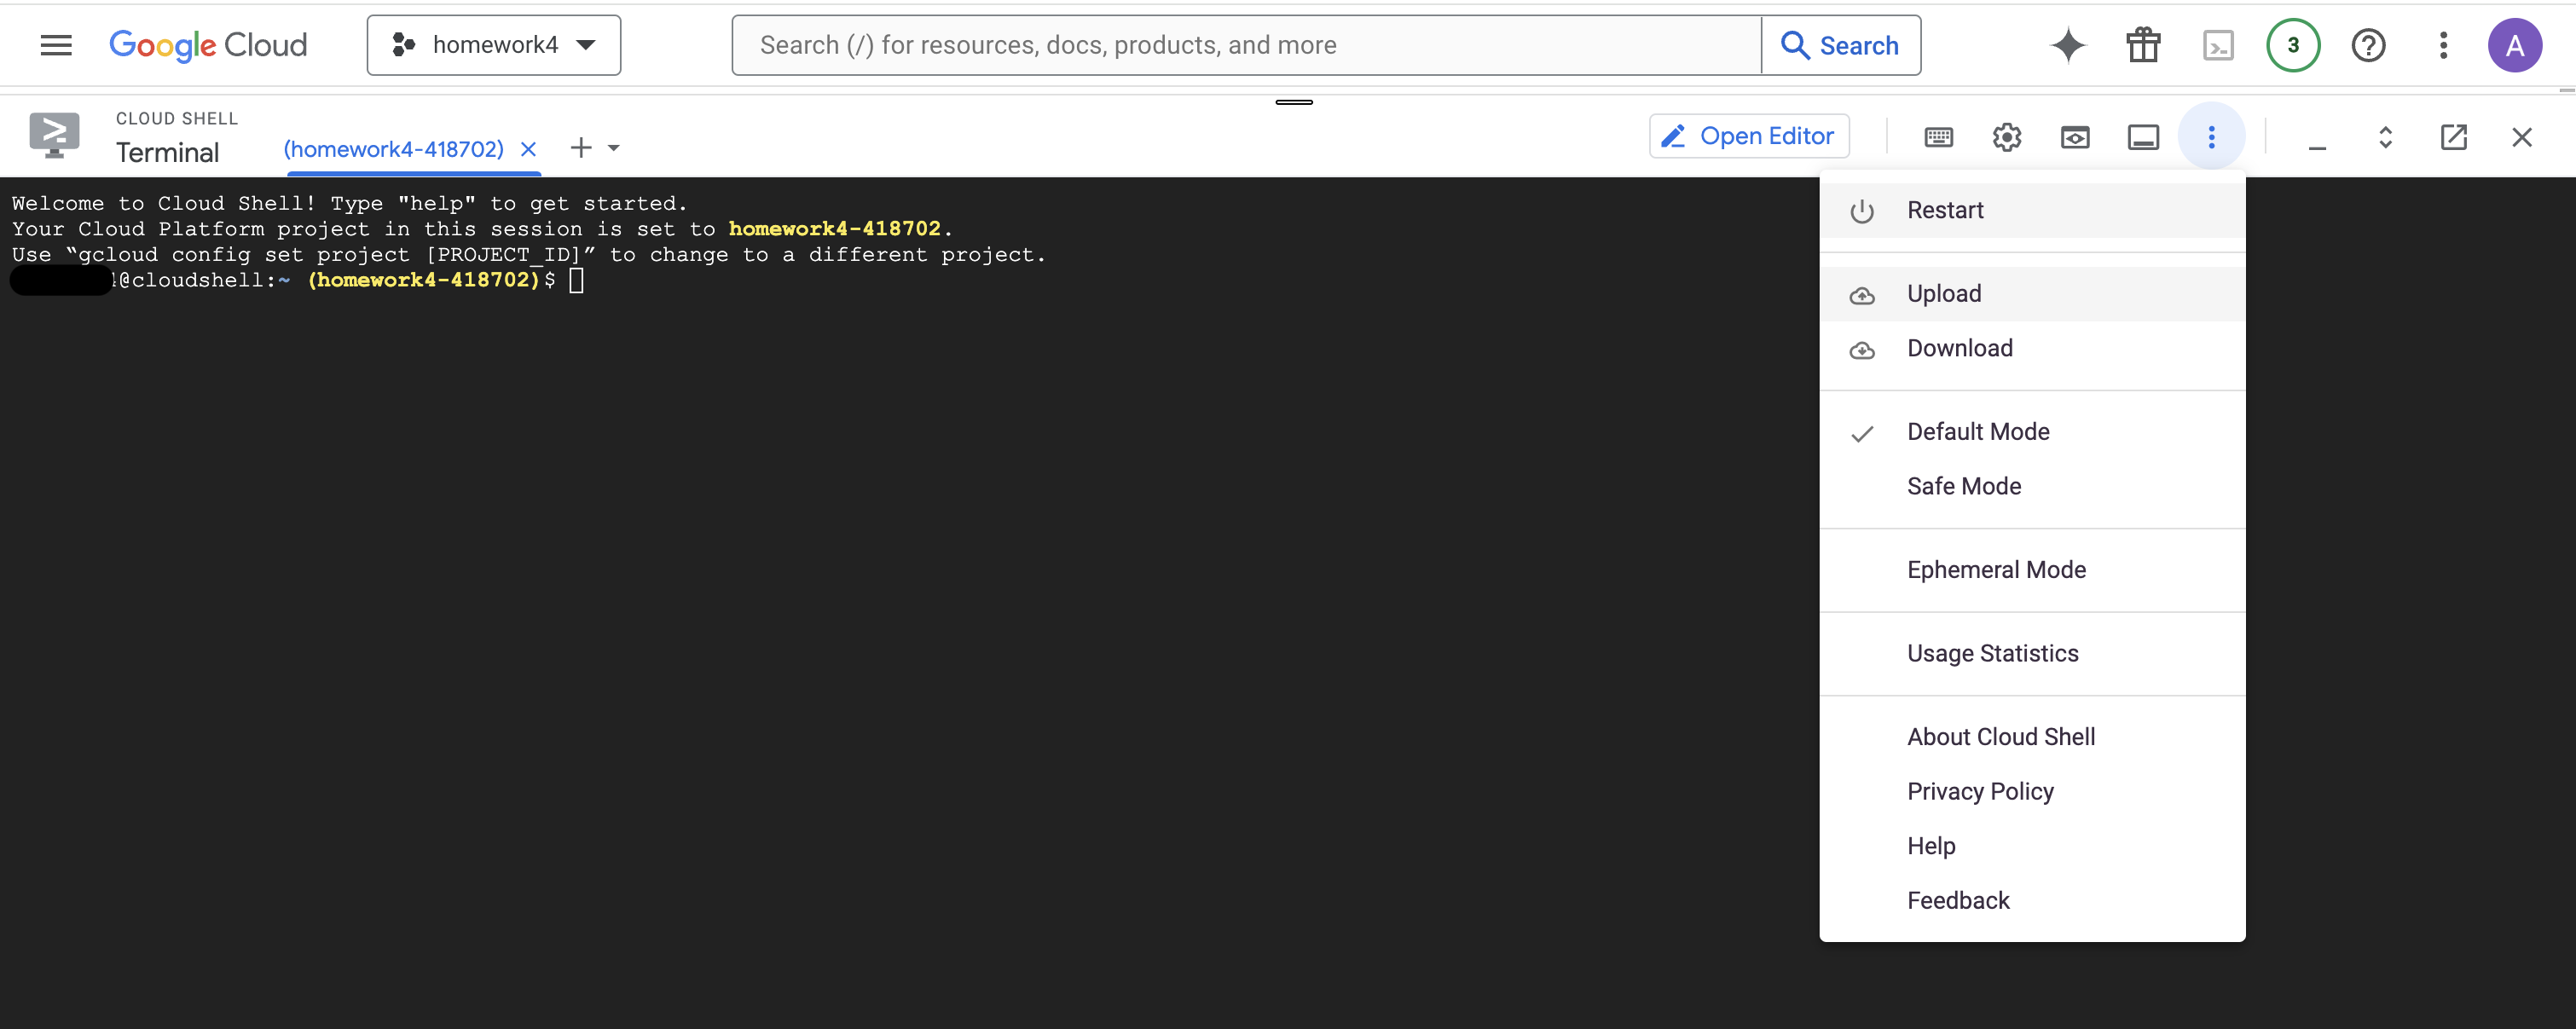 Google Cloud
homework4
Search (/) for resources, docs, products, and more
Search
3
A
CLOUD SHELL
Terminal
(homework4-418702)
Open Editor
Welcome to Cloud Shell! Type "help" to get started.
Your Cloud Platform project in this session is set to homework4-418702.
Use “gcloud config set project [PROJECT_ID]” to change to a different project.
@cloudshell:~ (homework4-418702)$
Restart
Upload
Download
Default Mode
Safe Mode
Ephemeral Mode
Usage Statistics
About Cloud Shell
Privacy Policy
Help
Feedback